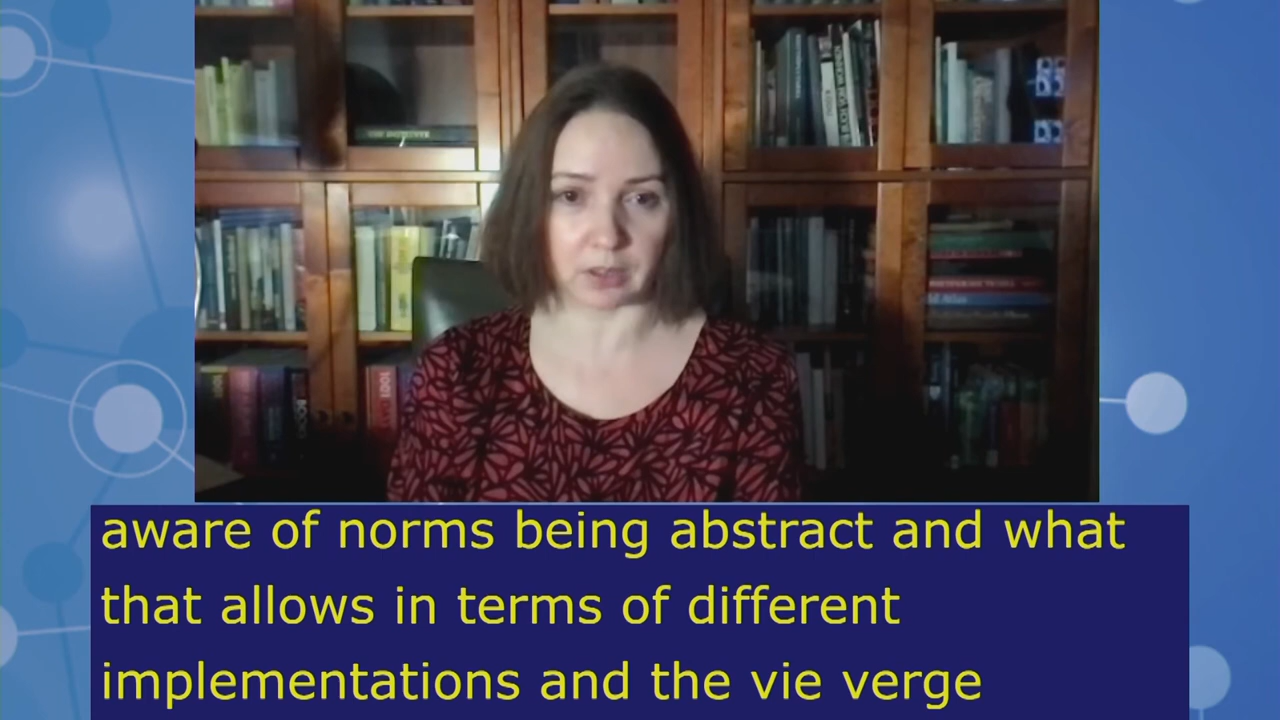 aware of norms being abstract and what
that allows in terms of different
implementations and the vie verge